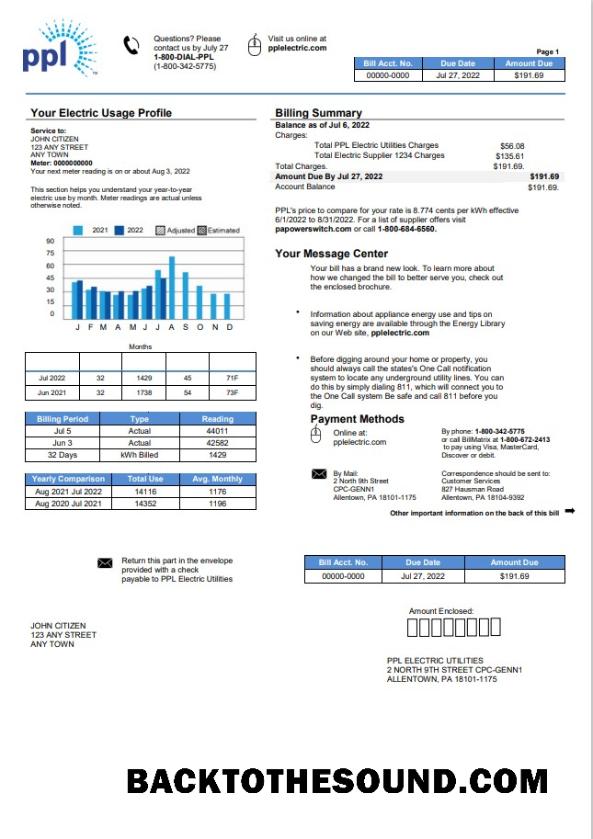 ppl
Questions? Please
contact us by July 27
1-800-DIAL-PPL
(1-800-342-5775)
Visit us online at
pplelectric.com
Page 1
Bill Acct. No. Due Date Amount Due
00000-0000 Jul 27, 2022 $191.69
Your Electric Usage Profile
Service to:
JOHN CITIZEN
123 ANY STREET
ANY TOWN
Meter: 0000000000
Your next meter reading is on or about Aug 3, 2022
This section helps you understand your year-to-year
electric use by month. Meter readings are actual unless
otherwise noted.
2021 2022 Adjusted Estimated
90
75
60
45
30
15
0
J F M A M J J A S O N D
Months
Jul 2022 32 1429 45 71F
Jun 2021 32 1738 54 73F
Billing Period Type Reading
Jul 5 Actual 44011
Jun 3 Actual 42582
32 Days kWh Billed 1429
Yearly Comparison Total Use Avg. Monthly
Aug 2021 Jul 2022 14116 1176
Aug 2020 Jul 2021 14352 1196
Billing Summary
Balance as of Jul 6, 2022
Charges:
Total PPL Electric Utilities Charges $56.08
Total Electric Supplier 1234 Charges $135.61
Total Charges. $191.69.
Amount Due By Jul 27, 2022 $191.69
Account Balance $191.69.
PPL's price to compare for your rate is 8.774 cents per kWh effective
6/1/2022 to 8/31/2022. For a list of supplier offers visit
papowerswitch.com or call 1-800-684-6560.
Your Message Center
Your bill has a brand new look. To learn more about
how we changed the bill to better serve you, check out
the enclosed brochure.
• Information about appliance energy use and tips on
saving energy are available through the Energy Library
on our Web site, pplelectric.com
• Before digging around your home or property, you
should always call the states's One Call notification
system to locate any underground utility lines. You can
do this by simply dialing 811, which will connect you to
the One Call system Be safe and call 811 before you
dig.
Payment Methods
Online at:
pplelectric.com
By phone: 1-800-342-5775
or call BillMatrix at 1-800-672-2413
to pay using Visa, MasterCard,
Discover or debit.
By Mail:
2 North 9th Street
CPC-GENN1
Allentown, PA 18101-1175
Correspondence should be sent to:
Customer Services
827 Hausman Road
Allentown, PA 18104-9392
Other important information on the back of this bill
Return this part in the envelope
provided with a check
payable to PPL Electric Utilities
Bill Acct. No. Due Date Amount Due
00000-0000 Jul 27, 2022 $191.69
Amount Enclosed:
JOHN CITIZEN
123 ANY STREET
ANY TOWN
PPL ELECTRIC UTILITIES
2 NORTH 9TH STREET CPC-GENN1
ALLENTOWN, PA 18101-1175
BACKTOTHESOUND.COM